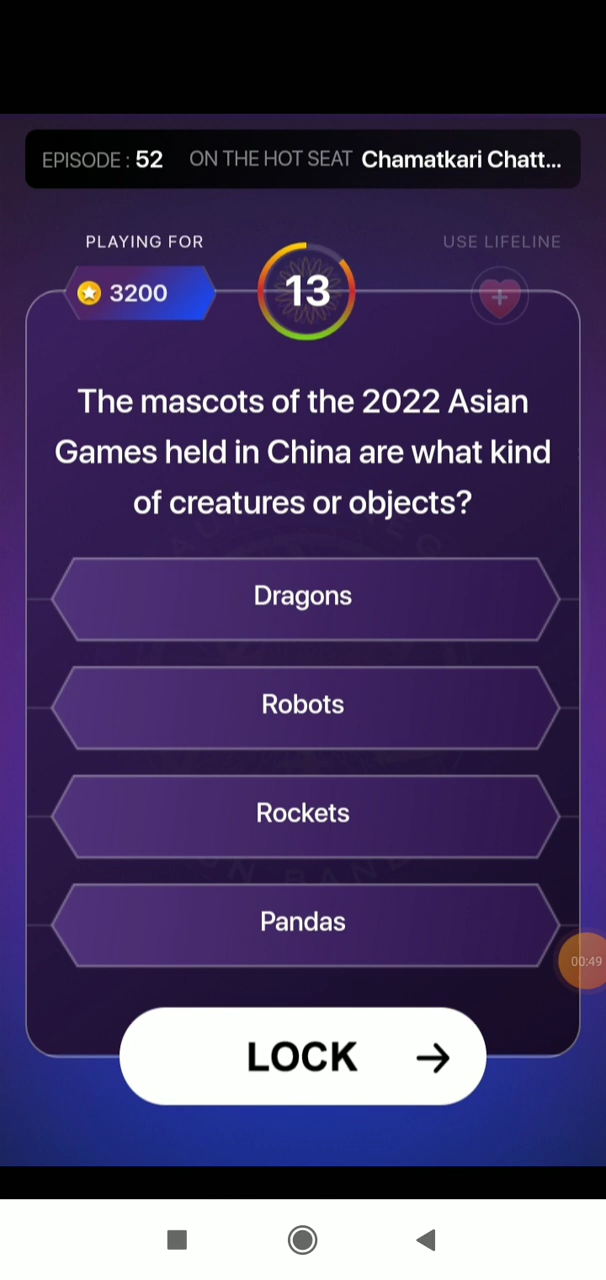 EPISODE : 52 ON THE HOT SEAT Chamatkari Chatt...
PLAYING FOR
USE LIFELINE
3200
13
The mascots of the 2022 Asian
Games held in China are what kind
of creatures or objects?
Dragons
Robots
Rockets
Pandas
00:49
LOCK